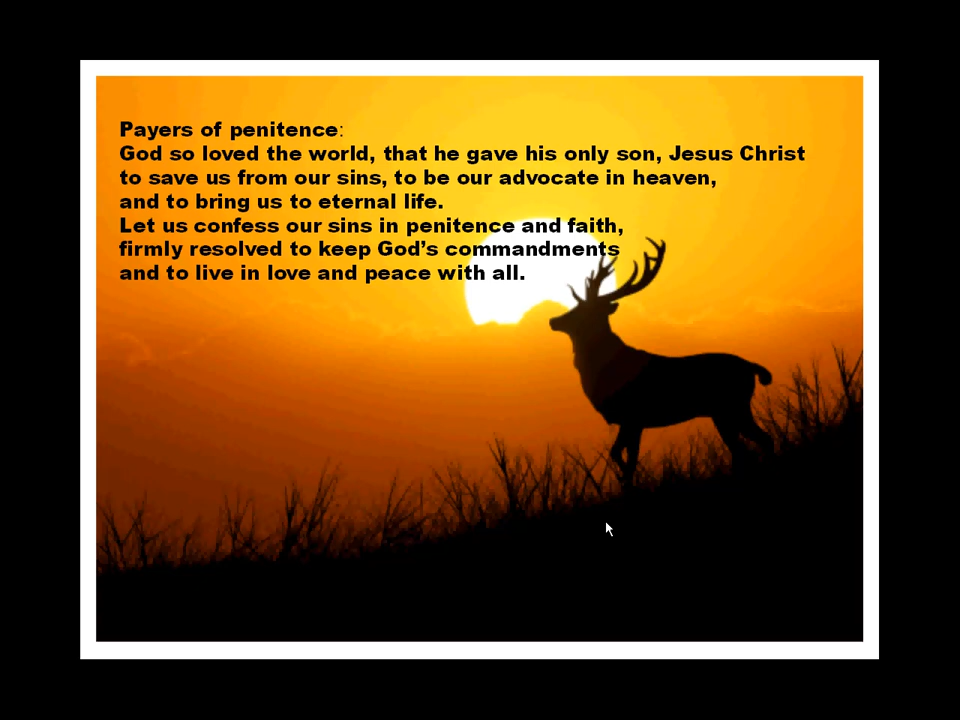 Payers of penitence:
God so loved the world, that he gave his only son, Jesus Christ
to save us from our sins, to be our advocate in heaven,
and to bring us to eternal life.
Let us confess our sins in penitence and faith,
firmly resolved to keep God’s commandments
and to live in love and peace with all.